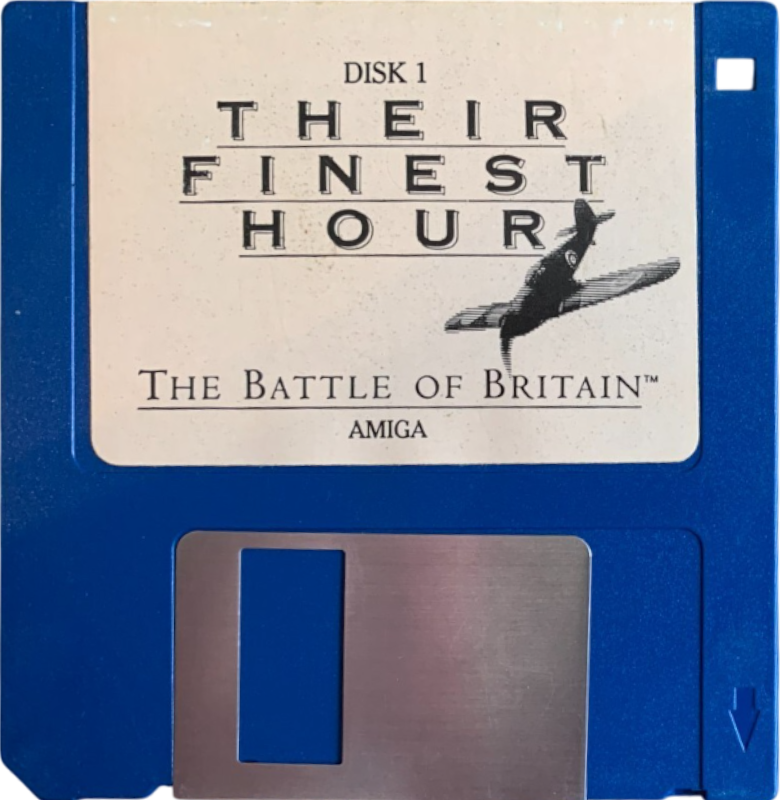 DISK 1
THEIR
FINEST
HOUR
THE BATTLE OF BRITAIN™
AMIGA